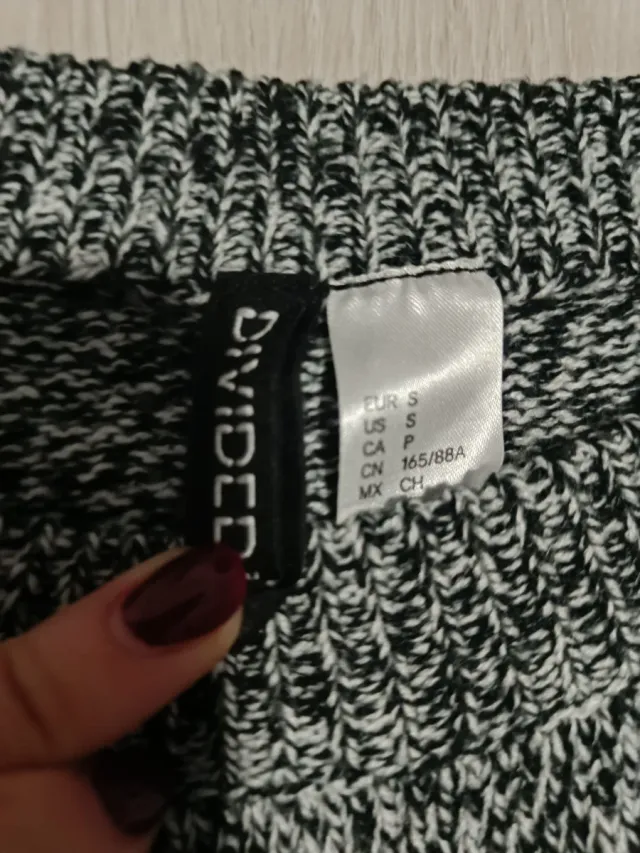 DIVIDED
EUR S
US S
CA P
CN 165/88A
MX CH